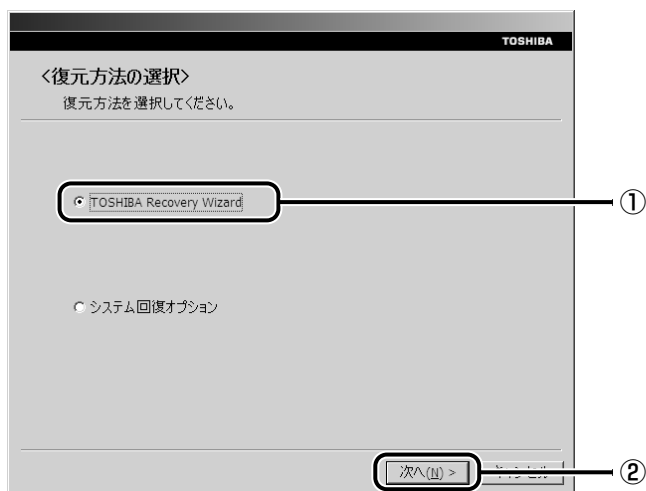 TOSHIBA
<復元方法の選択>
復元方法を選択してください。
TOSHIBA Recovery Wizard
①
システム回復オプション
次へ(N) >
②